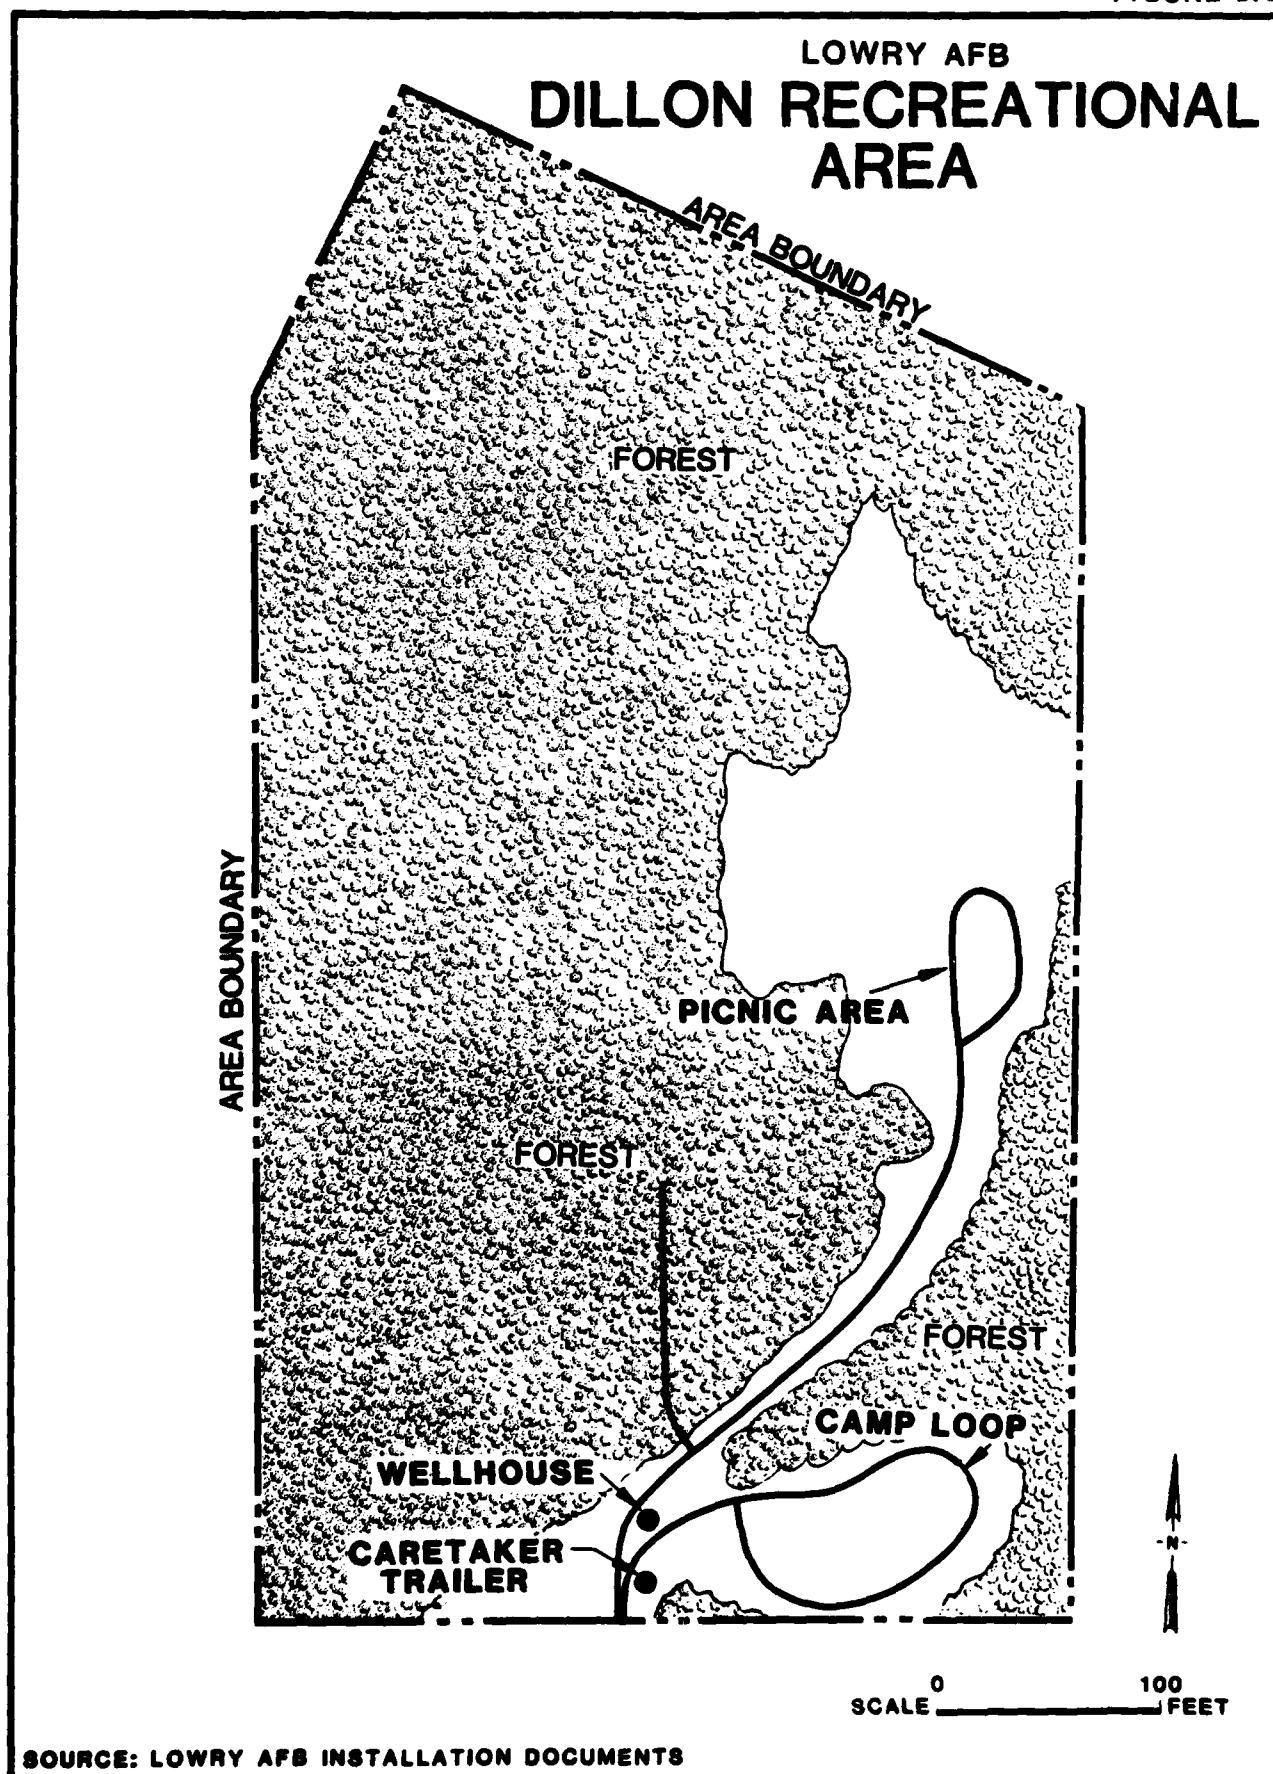 LOWRY AFB
DILLON RECREATIONAL
AREA
AREA BOUNDARY
FOREST
AREA BOUNDARY
PICNIC AREA
FOREST
FOREST
CAMP LOOP
WELLHOUSE
CARETAKER
TRAILER
-N-
0 100
SCALE FEET
SOURCE: LOWRY AFB INSTALLATION DOCUMENTS